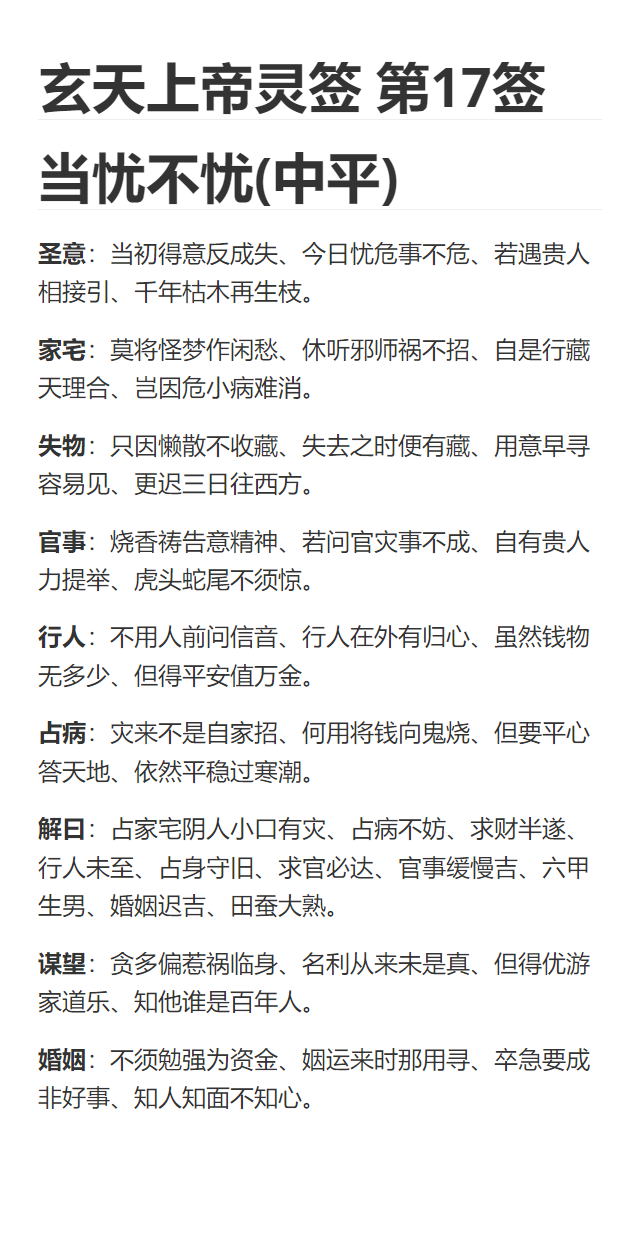 玄天上帝灵签 第17签
当忧不忧(中平)
圣意：当初得意反成失、今日忧危事不危、若遇贵人
相接引、千年枯木再生枝。
家宅：莫将怪梦作闲愁、休听邪师祸不招、自是行藏
天理合、岂因危小病难消。
失物：只因懒散不收藏、失去之时便有藏、用意早寻
容易见、更迟三日往西方。
官事：烧香祷告意精神、若问官灾事不成、自有贵人
力提举、虎头蛇尾不须惊。
行人：不用人前问信音、行人在外有归心、虽然钱物
无多少、但得平安值万金。
占病：灾来不是自家招、何用将钱向鬼烧、但要平心
答天地、依然平稳过寒潮。
解曰：占家宅阴人小口有灾、占病不妨、求财半遂、
行人未至、占身守旧、求官必达、官事缓慢吉、六甲
生男、婚姻迟吉、田蚕大熟。
谋望：贪多偏惹祸临身、名利从来未是真、但得优游
家道乐、知他谁是百年人。
婚姻：不须勉强为资金、姻运来时那用寻、卒急要成
非好事、知人知面不知心。